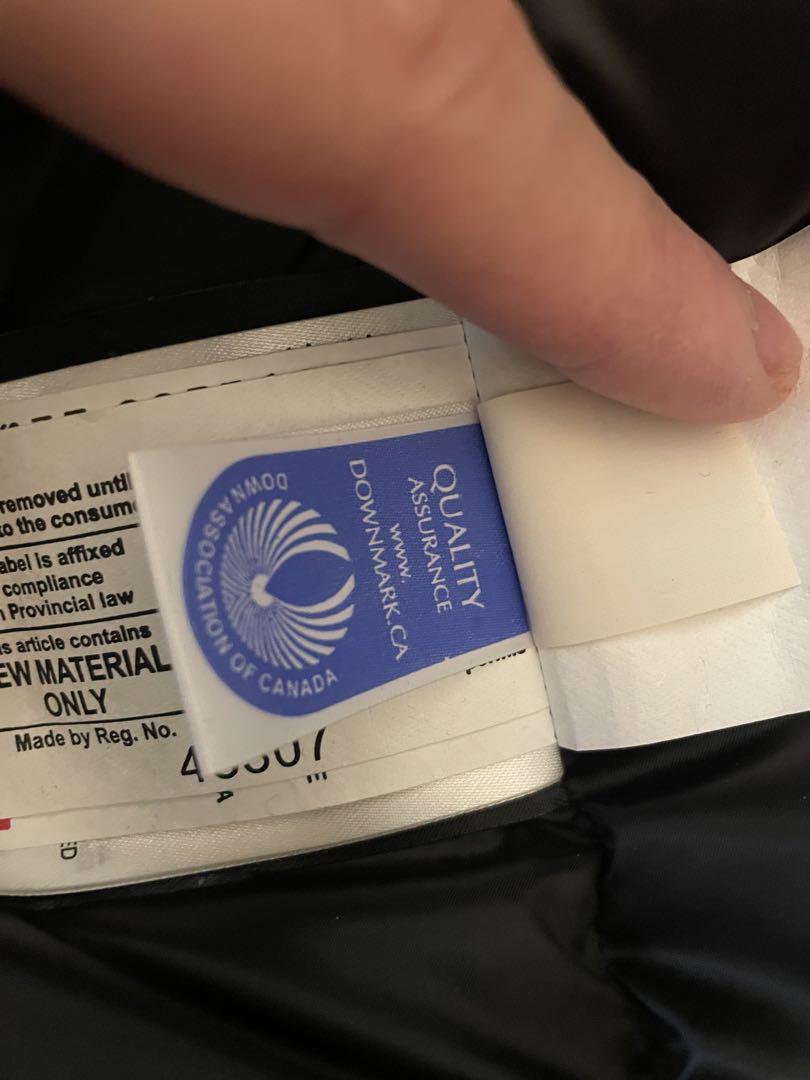 removed until
to the consum
abel is affixed
compliance
Provincial law
s article contains
EW MATERIAL
ONLY
Made by Reg. No.
DOWN ASSOCIATION OF CANADA
QUALITY
ASSURANCE
WWW.
DOWNMARK.CA